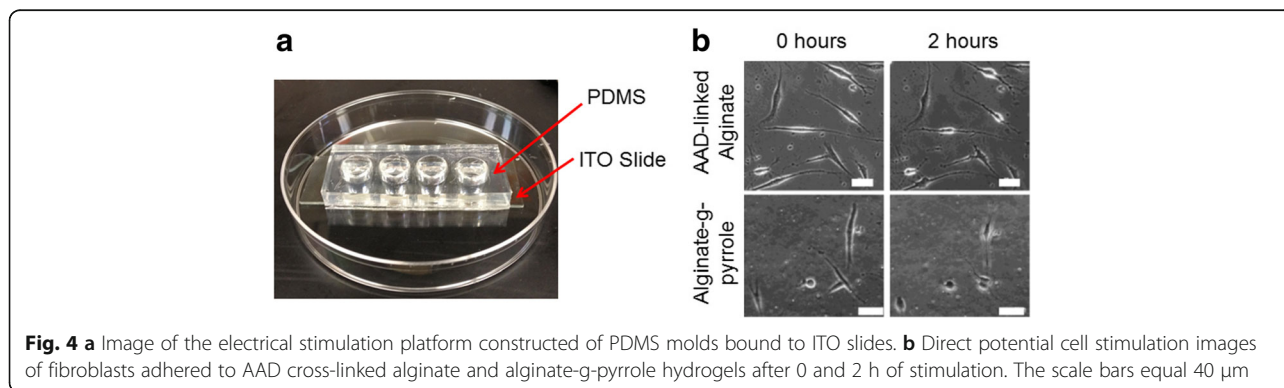 a
PDMS
ITO Slide
b
0 hours
2 hours
AAD-linked
Alginate
Alginate-g-
pyrrole
Fig. 4 a Image of the electrical stimulation platform constructed of PDMS molds bound to ITO slides. b Direct potential cell stimulation images
of fibroblasts adhered to AAD cross-linked alginate and alginate-g-pyrrole hydrogels after 0 and 2 h of stimulation. The scale bars equal 40 μm